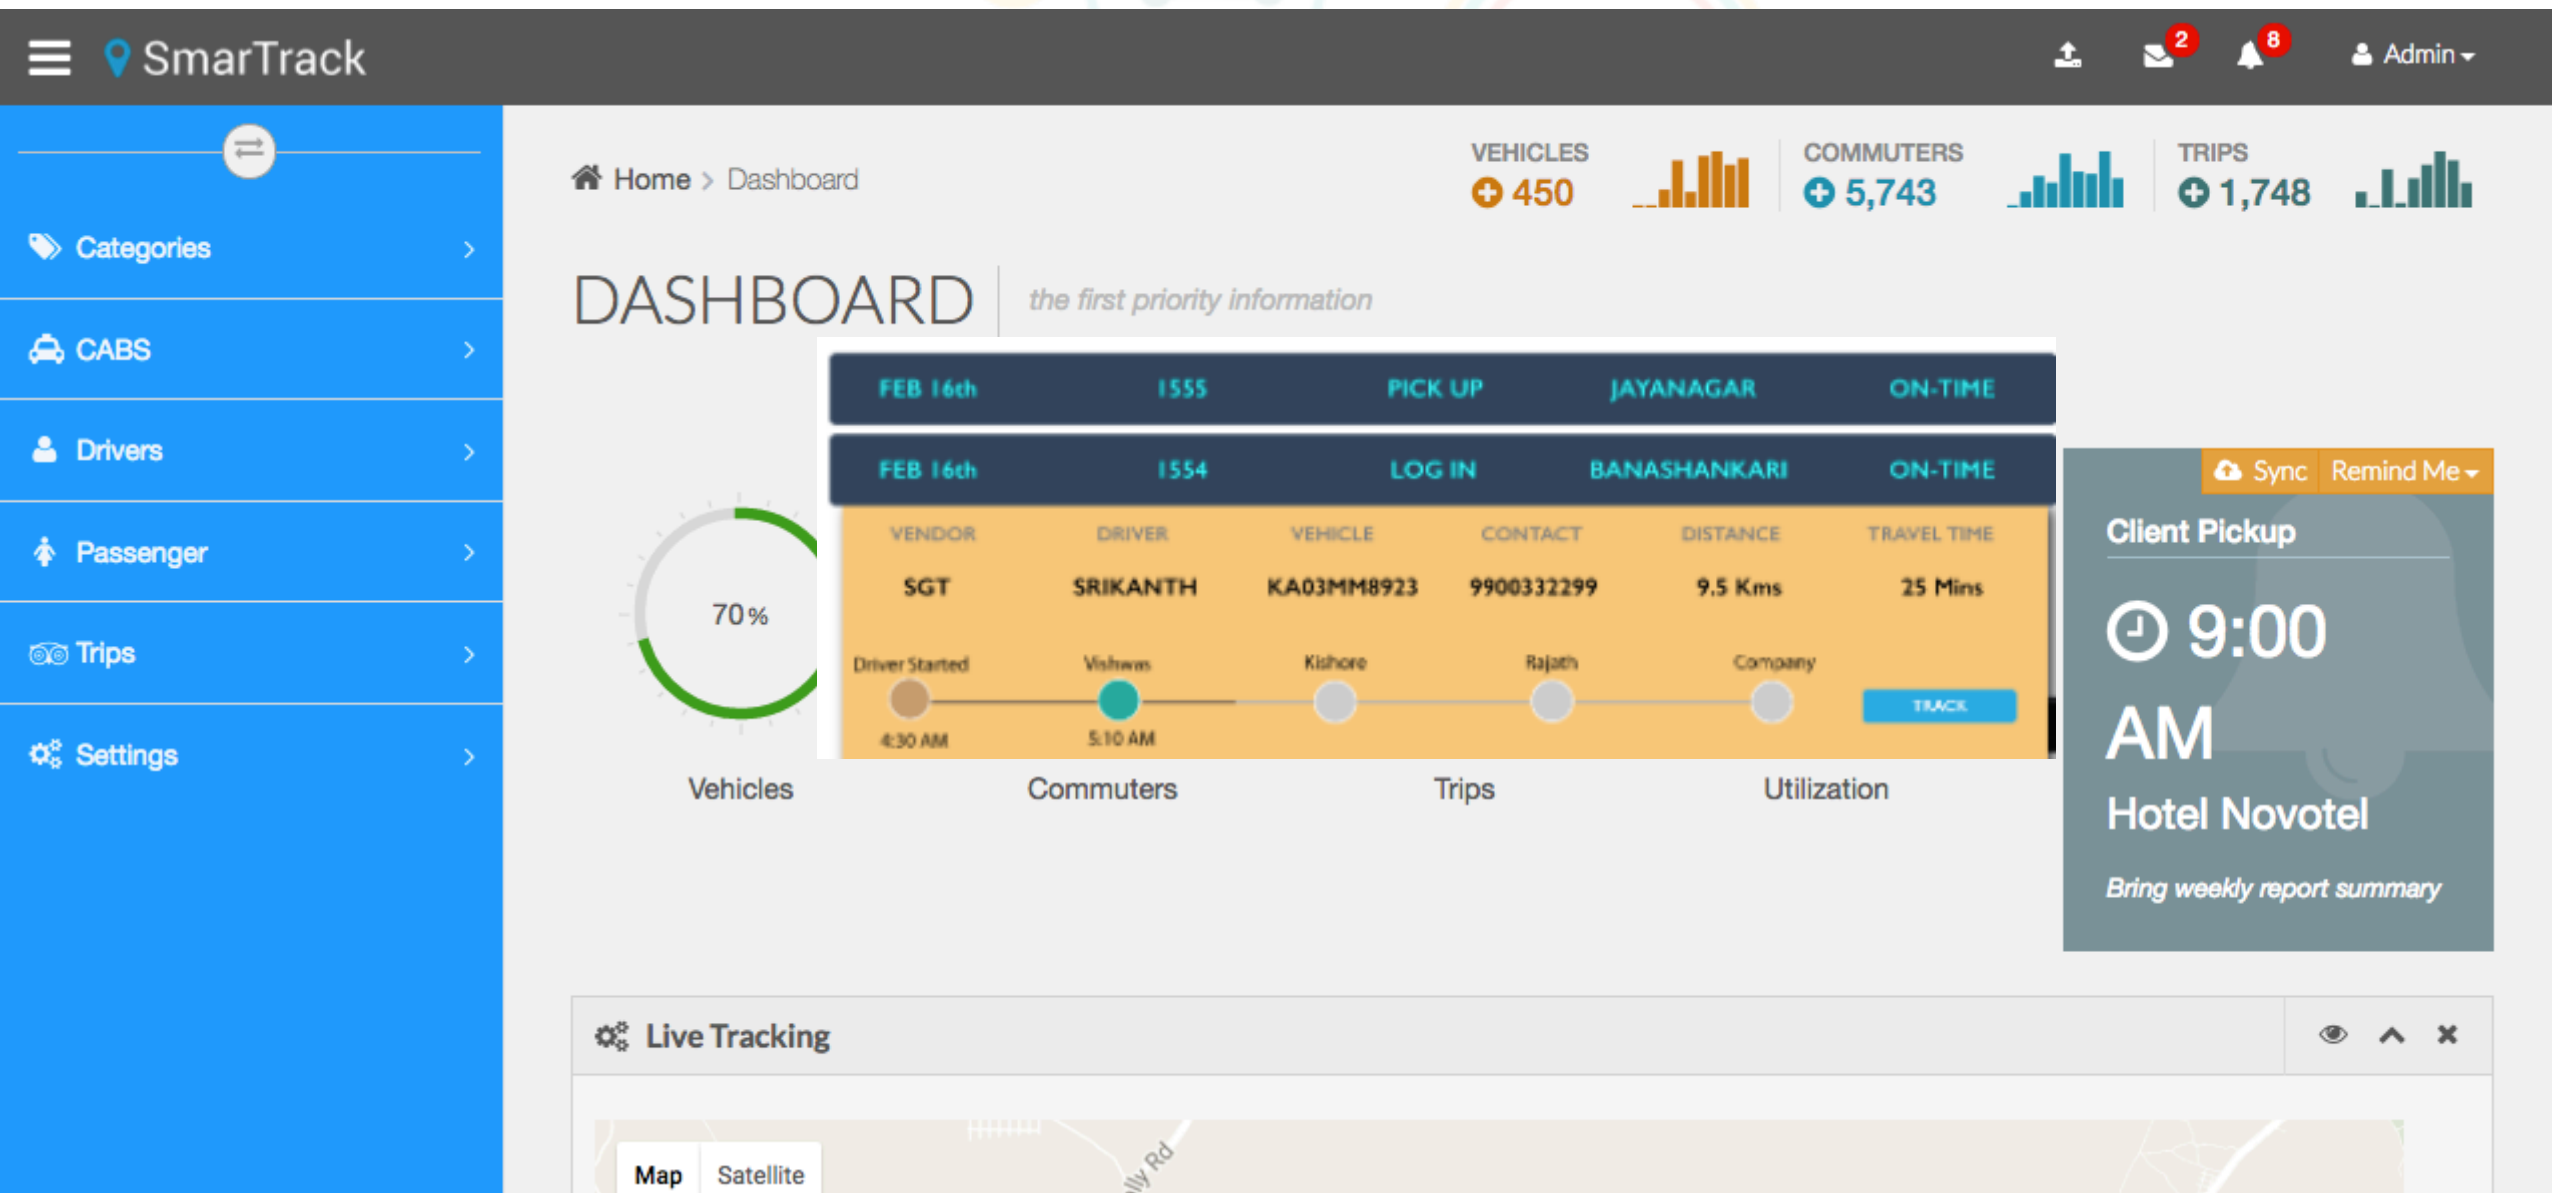 SmarTrack
2
8
Admin
Home > Dashboard
VEHICLES
450
COMMUTERS
5,743
TRIPS
1,748
Categories
CABS
Drivers
Passenger
Trips
Settings
DASHBOARD
the first priority information
FEB 16th 1555 PICK UP JAYANAGAR ON-TIME
FEB 16th 1554 LOG IN BANASHANKARI ON-TIME
VENDOR DRIVER VEHICLE CONTACT DISTANCE TRAVEL TIME
SGT SRIKANTH KA03MM8923 9900332299 9.5 Kms 25 Mins
Driver Started Vishwas Kishore Rajath Company
TRACK
4:30 AM 5:10 AM
70%
Vehicles Commuters Trips Utilization
Sync Remind Me
Client Pickup
9:00
AM
Hotel Novotel
Bring weekly report summary
Live Tracking
Map Satellite
Rd